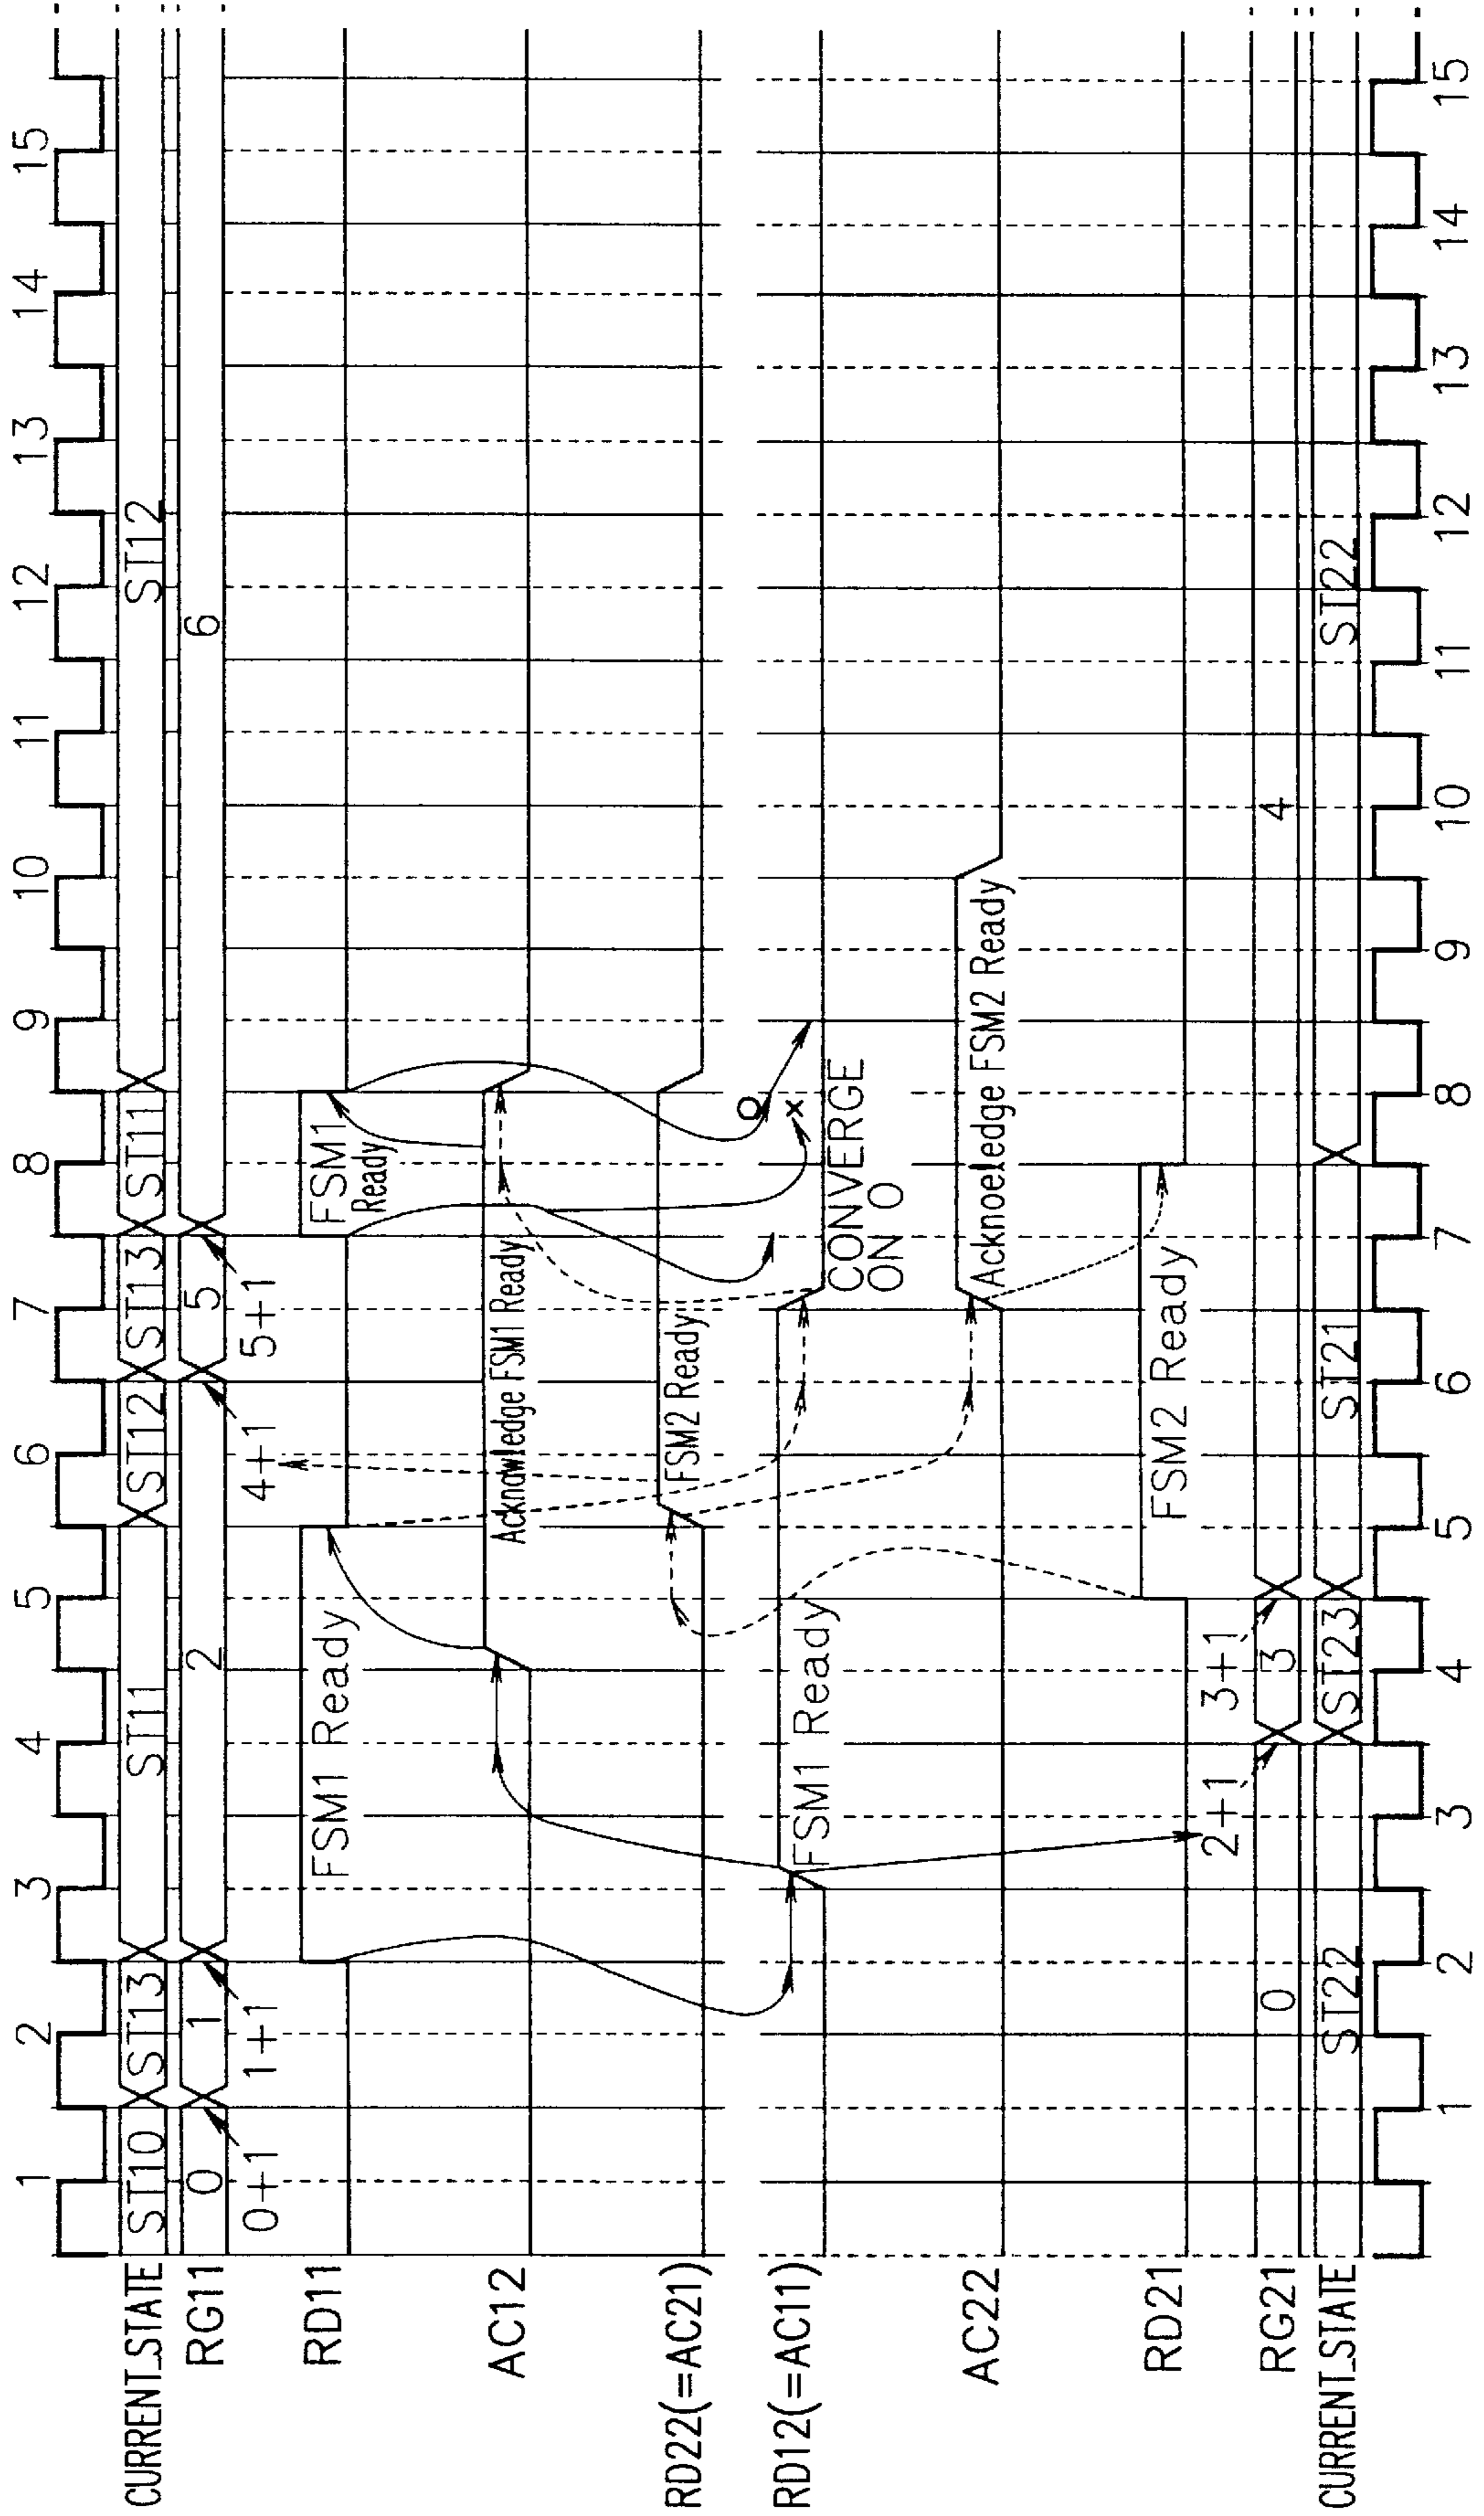 1 2 3 4 5 6 7 8 9 10 11 12 13 14 15
CURRENT_STATE ST10 ST13 ST11 ST12 ST13 ST11 ST12
RG11 0 1 2 5 6
0+1 1+1 4+1 5+1
RD11 FSM1 Ready FSM1 Ready
AC12 Acknowledge FSM1 Ready
RD22(=AC21) FSM2 Ready
RD12(=AC11) FSM1 Ready CONVERGE
ON 0
AC22 Acknoeledge FSM2 Ready
RD21 FSM2 Ready
2+1 3+1
RG21 0 3 4
CURRENT_STATE ST22 ST23 ST21 ST22
1 2 3 4 5 6 7 8 9 10 11 12 13 14 15